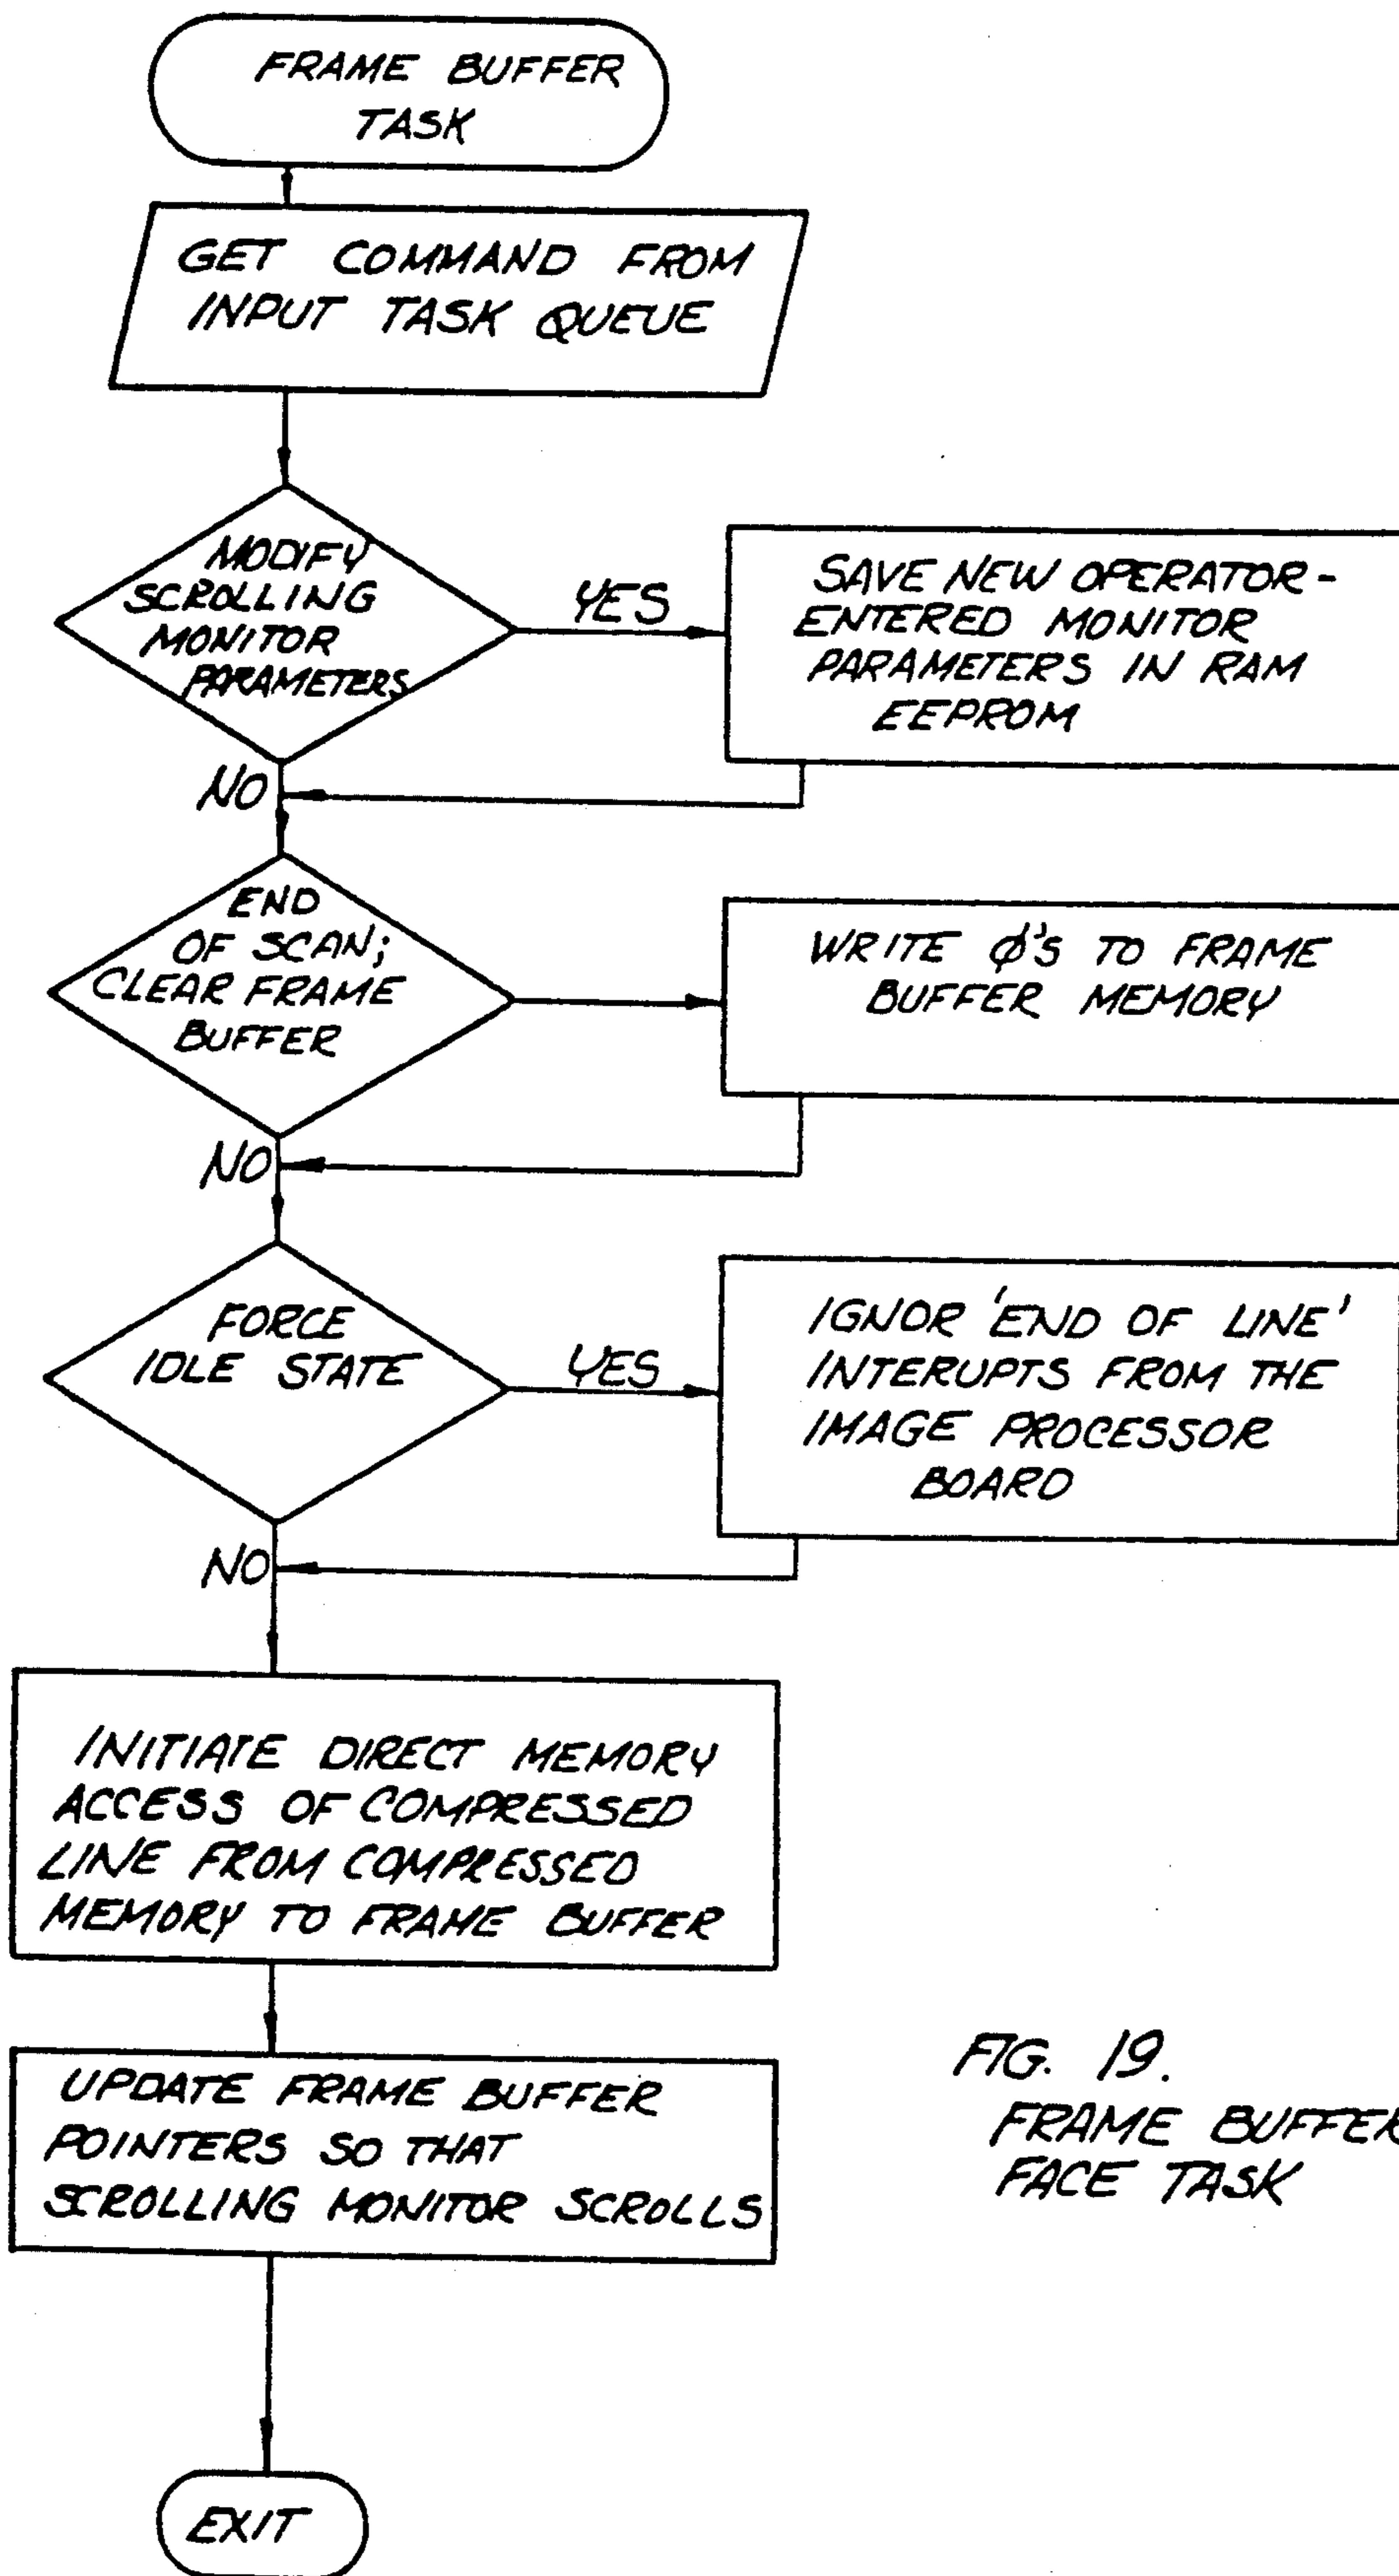 FRAME BUFFER
TASK
GET COMMAND FROM
INPUT TASK QUEUE
MODIFY
SCROLLING
MONITOR
PARAMETERS
YES
SAVE NEW OPERATOR-
ENTERED MONITOR
PARAMETERS IN RAM
EEPROM
NO
END
OF SCAN;
CLEAR FRAME
BUFFER
WRITE φ'S TO FRAME
BUFFER MEMORY
NO
FORCE
IDLE STATE
YES
IGNOR 'END OF LINE'
INTERUPTS FROM THE
IMAGE PROCESSOR
BOARD
NO
INITIATE DIRECT MEMORY
ACCESS OF COMPRESSED
LINE FROM COMPRESSED
MEMORY TO FRAME BUFFER
UPDATE FRAME BUFFER
POINTERS SO THAT
SCROLLING MONITOR SCROLLS
EXIT
FIG. 19.
FRAME BUFFER
FACE TASK